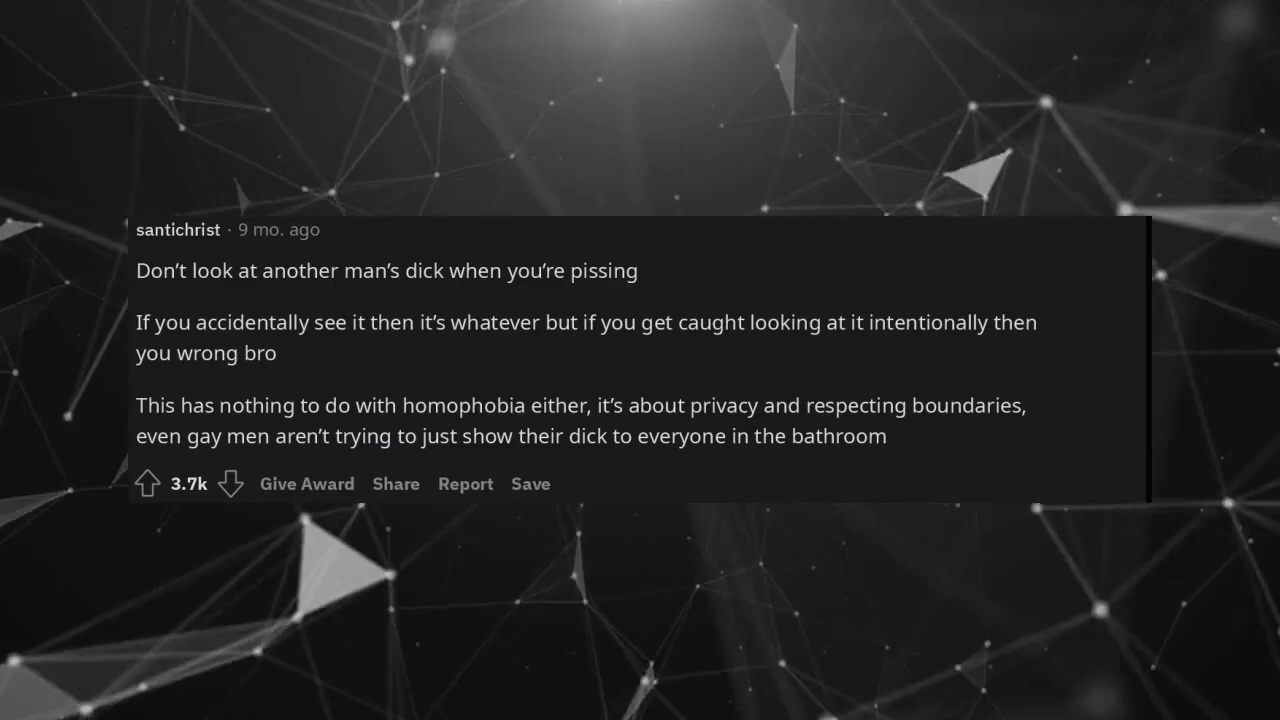 santichrist · 9 mo. ago
Don’t look at another man’s dick when you’re pissing
If you accidentally see it then it’s whatever but if you get caught looking at it intentionally then
you wrong bro
This has nothing to do with homophobia either, it’s about privacy and respecting boundaries,
even gay men aren’t trying to just show their dick to everyone in the bathroom
3.7k Give Award Share Report Save